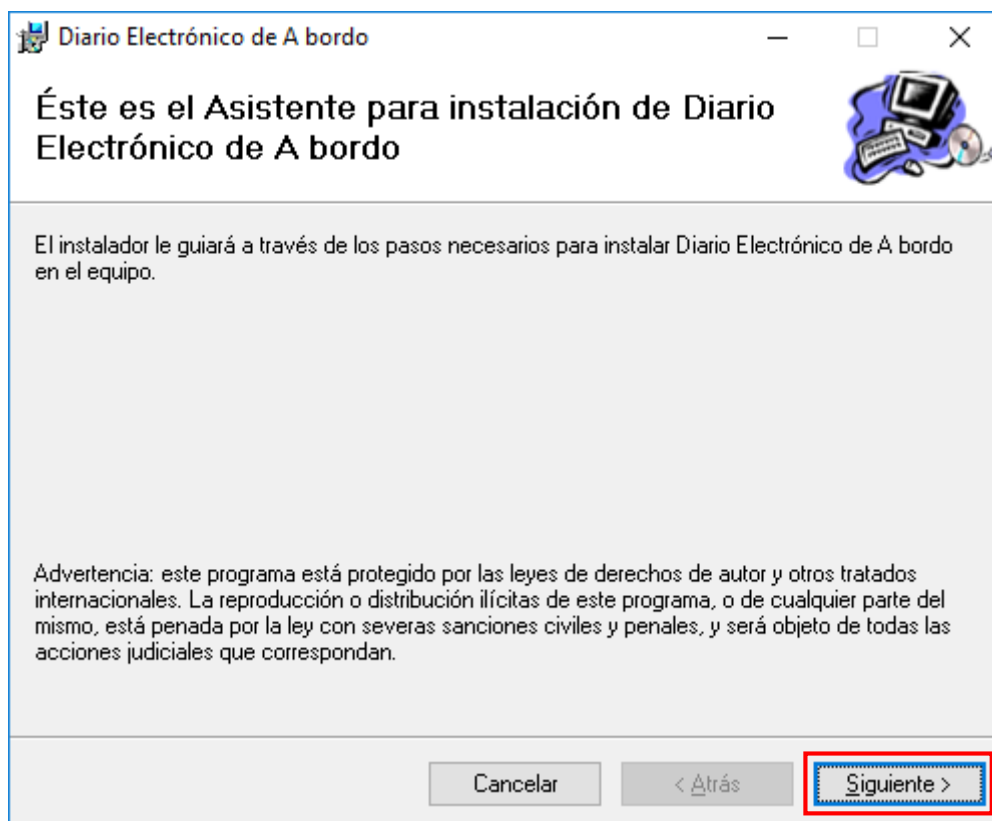 Diario Electrónico de A bordo
Éste es el Asistente para instalación de Diario
Electrónico de A bordo
El instalador le guiará a través de los pasos necesarios para instalar Diario Electrónico de A bordo
en el equipo.
Advertencia: este programa está protegido por las leyes de derechos de autor y otros tratados
internacionales. La reproducción o distribución ilícitas de este programa, o de cualquier parte del
mismo, está penada por la ley con severas sanciones civiles y penales, y será objeto de todas las
acciones judiciales que correspondan.
Cancelar < Atrás Siguiente >